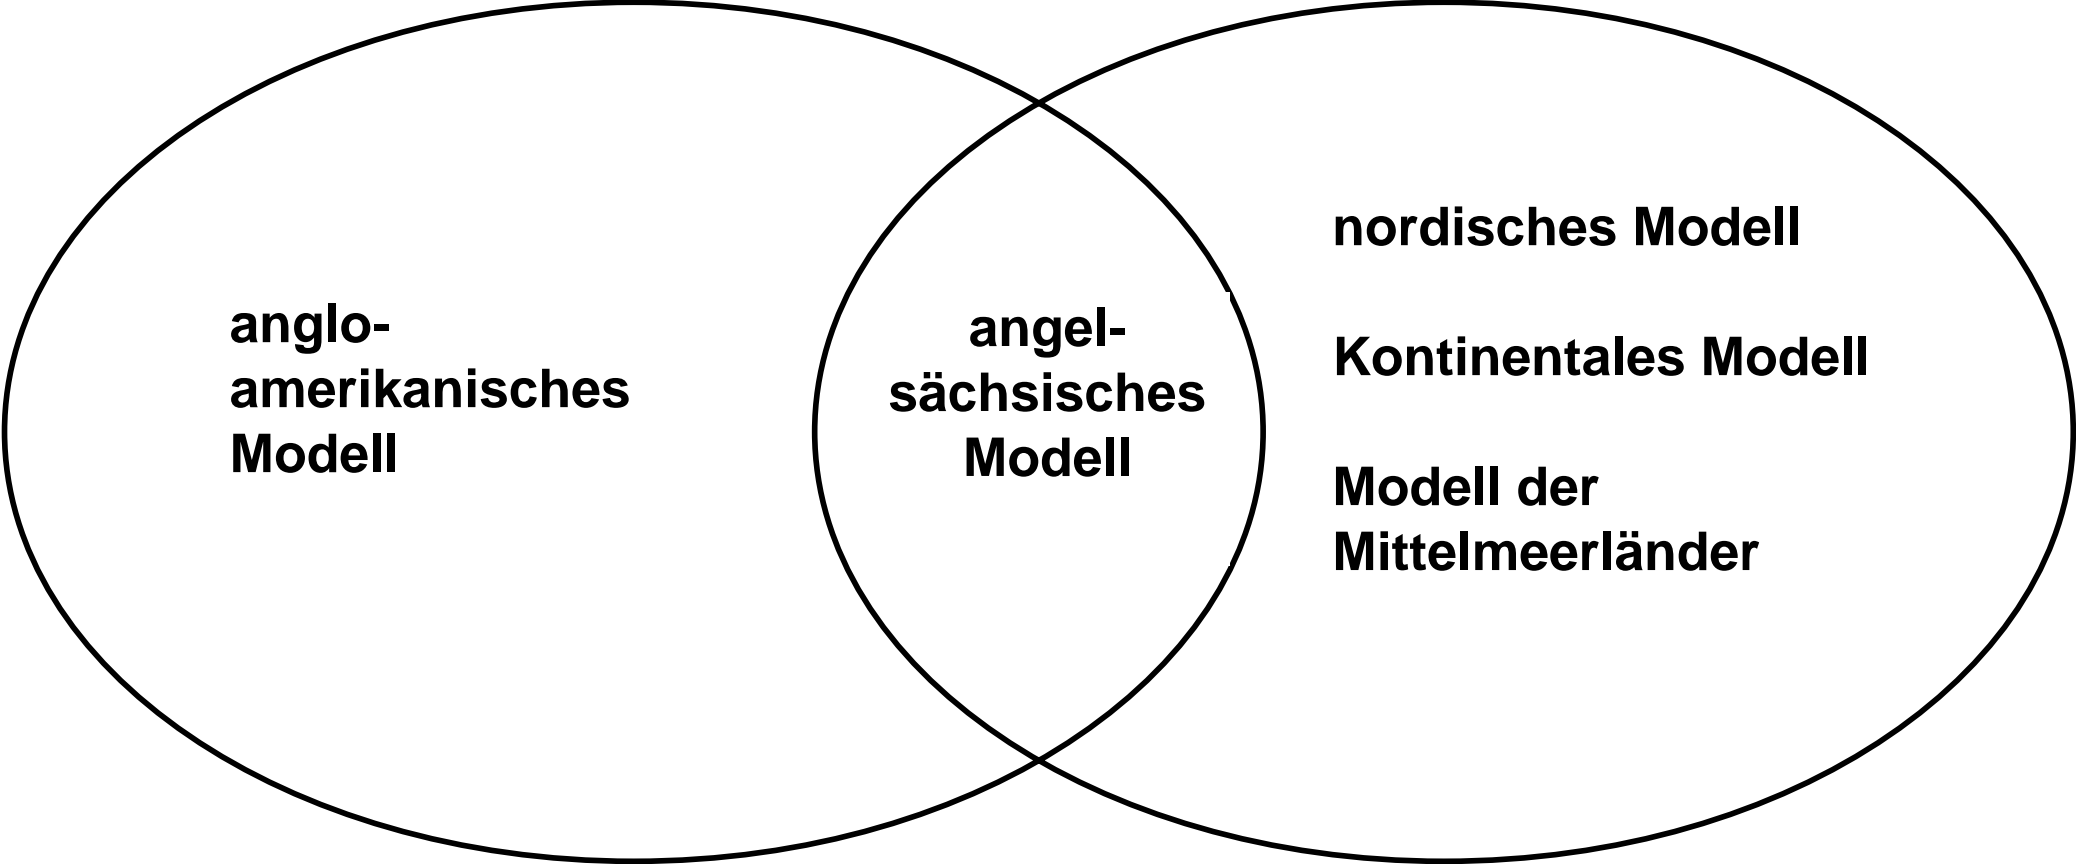 anglo-
amerikanisches
Modell
angel-
sächsisches
Modell
nordisches Modell
Kontinentales Modell
Modell der
Mittelmeerländer